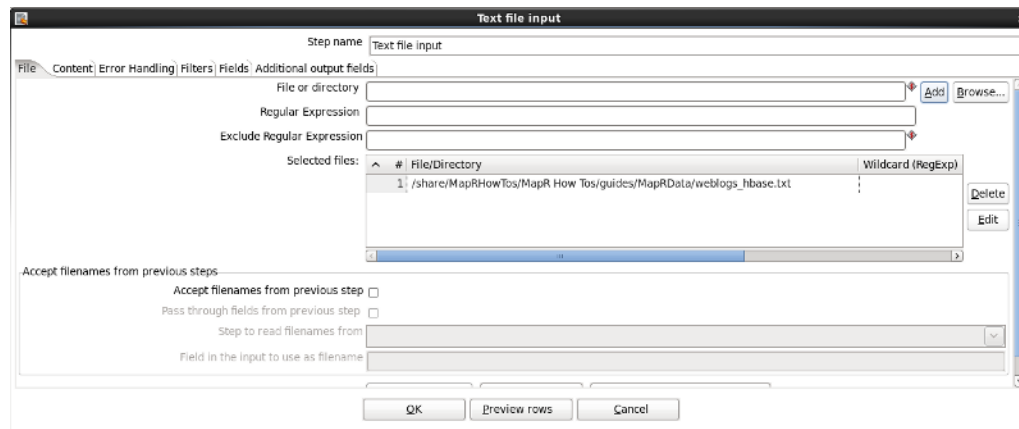 Text file input
Step name Text file input
File Content Error Handling Filters Fields Additional output fields
File or directory Add Browse...
Regular Expression
Exclude Regular Expression
Selected files: # File/Directory Wildcard (RegExp)
1 /share/MapRHowTos/MapR How Tos/guides/MapRData/weblogs_hbase.txt
Delete
Edit
Accept filenames from previous steps
Accept filenames from previous step
Pass through fields from previous step
Step to read filenames from
Field in the input to use as filename
OK Preview rows Cancel